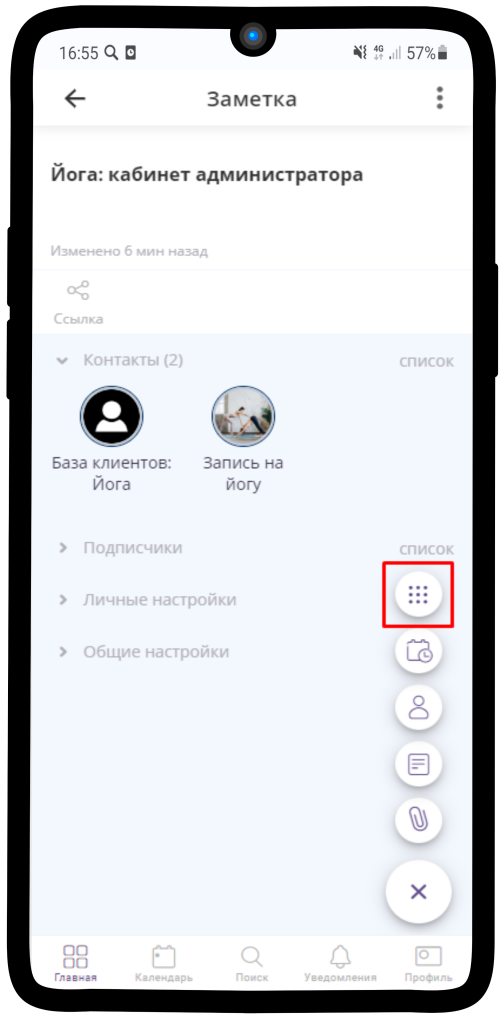 16:55 4G 57%
Заметка
Йога: кабинет администратора
Изменено 6 мин назад
Ссылка
Контакты (2) список
База клиентов: Запись на
Йога йогу
Подписчики список
Личные настройки
Общие настройки
Главная Календарь Поиск Уведомления Профиль